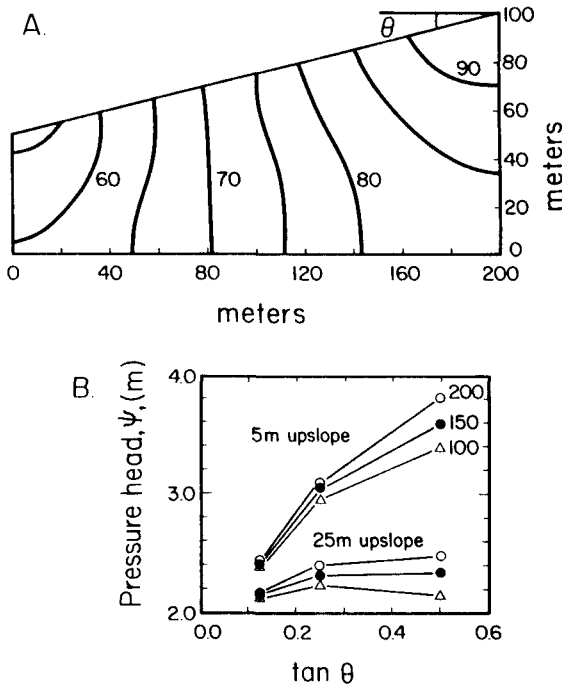 A.
θ
100
90
80
60
60
70
80
40
20
0
meters
0 40 80 120 160 200
meters
B.
4.0
200
150
5m upslope
100
3.0
25m upslope
2.0
Pressure head, Ψ, (m)
0.0 0.2 0.4 0.6
tan θ